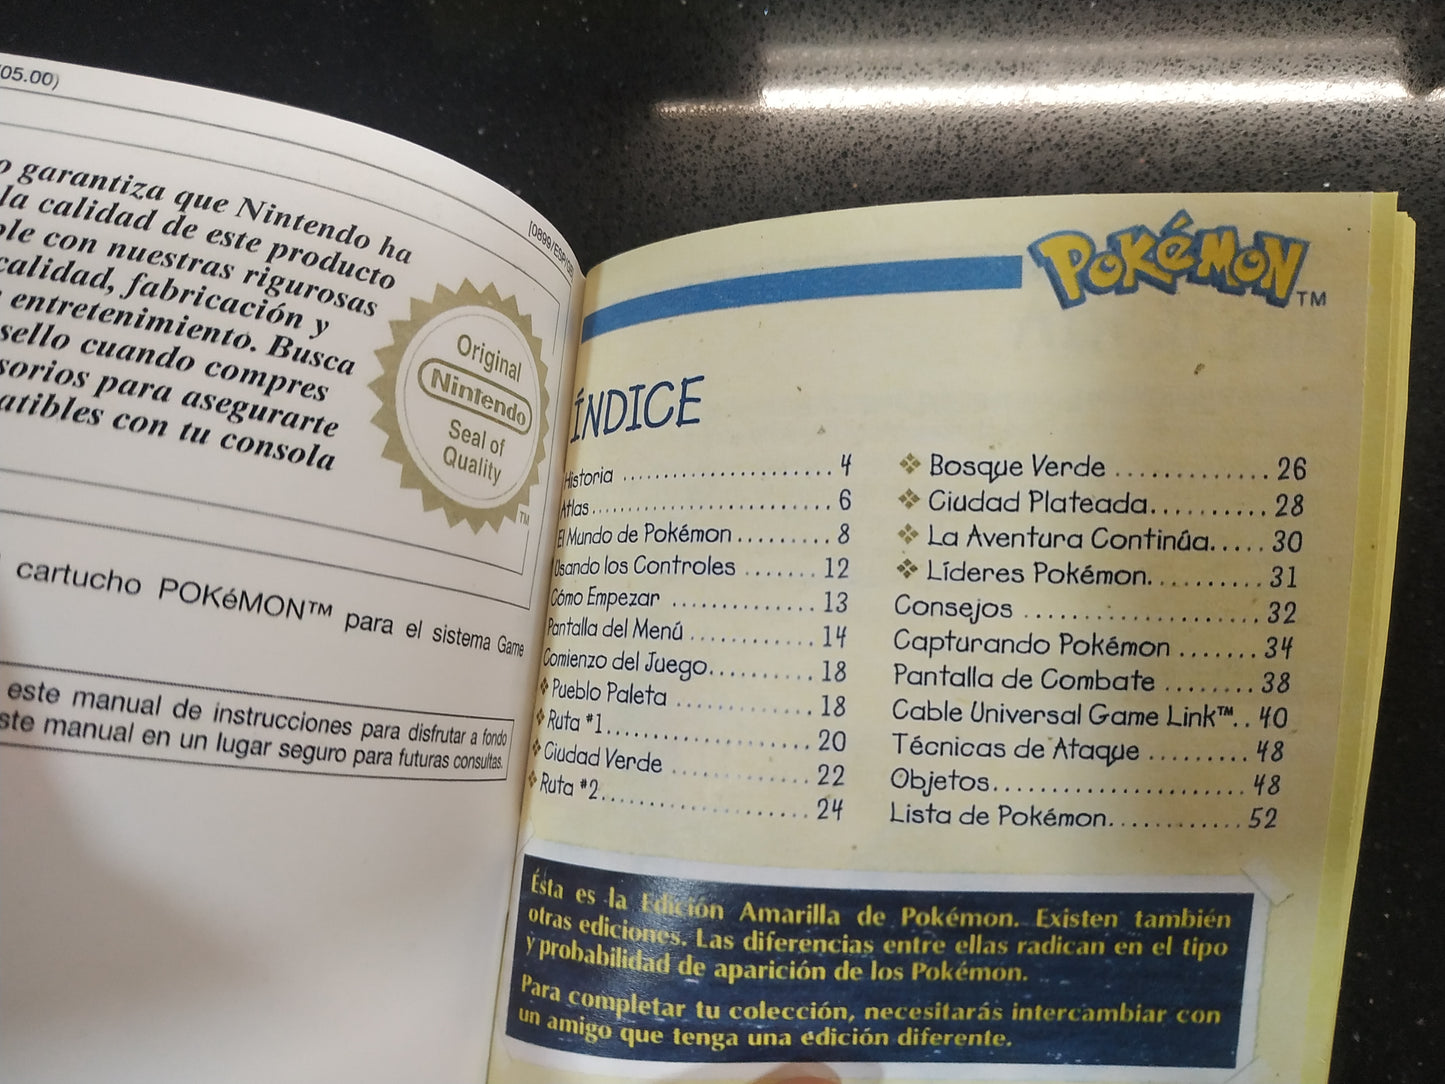 05.00)
garantiza que Nintendo ha
la calidad de este producto
con nuestras rigurosas
calidad, fabricación y
entretenimiento. Busca
sello cuando compres
para asegurarte
con tu consola
[0899/ESP/GB]
Original
Nintendo
Seal of
Quality
TM
cartucho POKéMON™ para el sistema Game
este manual de instrucciones para disfrutar a fondo
manual en un lugar seguro para futuras consultas.
POKéMON TM
ÍNDICE
Historia ..................... 4
Atlas........................ 6
El Mundo de Pokémon......... 8
Usando los Controles ....... 12
Cómo Empezar .............. 13
Pantalla del Menú ............ 14
Comienzo del Juego.......... 18
❖ Pueblo Paleta ............. 18
❖ Ruta #1.................... 20
❖ Ciudad Verde ............. 22
❖ Ruta #2................... 24
❖ Bosque Verde .............. 26
❖ Ciudad Plateada.......... 28
❖ La Aventura Continúa..... 30
❖ Líderes Pokémon.......... 31
Consejos ...................... 32
Capturando Pokémon ....... 34
Pantalla de Combate ........ 38
Cable Universal Game Link™.. 40
Técnicas de Ataque ......... 48
Objetos....................... 48
Lista de Pokémon............ 52
Ésta es la Edición Amarilla de Pokémon. Existen también
otras ediciones. Las diferencias entre ellas radican en el tipo
y probabilidad de aparición de los Pokémon.
Para completar tu colección, necesitarás intercambiar con
un amigo que tenga una edición diferente.